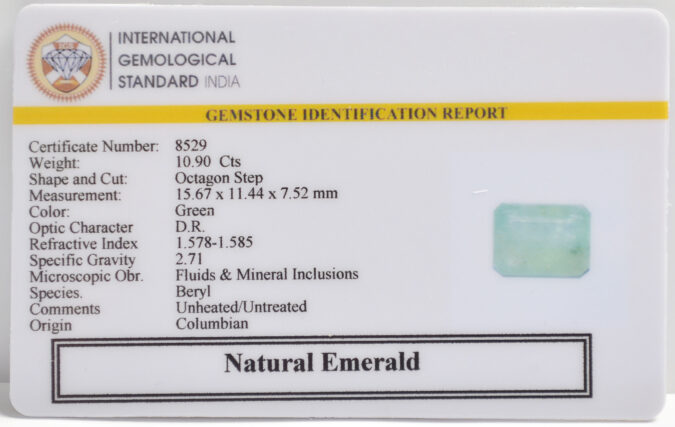 INTERNATIONAL
GEMOLOGICAL
STANDARD INDIA
GEMSTONE IDENTIFICATION REPORT
Certificate Number: 8529
Weight: 10.90 Cts
Shape and Cut: Octagon Step
Measurement: 15.67 x 11.44 x 7.52 mm
Color: Green
Optic Character D.R.
Refractive Index 1.578-1.585
Specific Gravity 2.71
Microscopic Obr. Fluids & Mineral Inclusions
Species. Beryl
Comments Unheated/Untreated
Origin Columbian
Natural Emerald